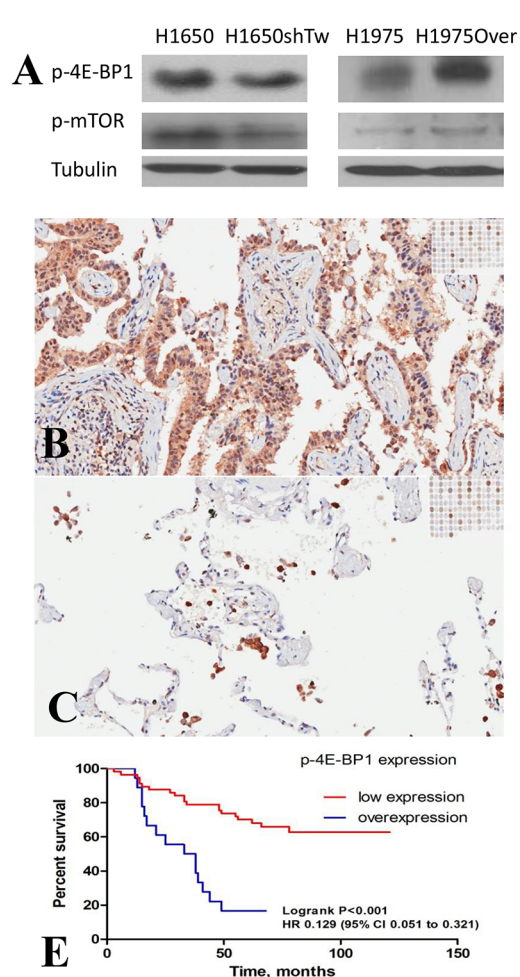 H1650 H1650shTw H1975 H1975Over
A
p-4E-BP1
p-mTOR
Tubulin
B
C
p-4E-BP1 expression
low expression
overexpression
Percent survival
100
80
60
40
20
0
Logrank P<0.001
HR 0.129 (95% CI 0.051 to 0.321)
0 50 100 150
Time, months
E